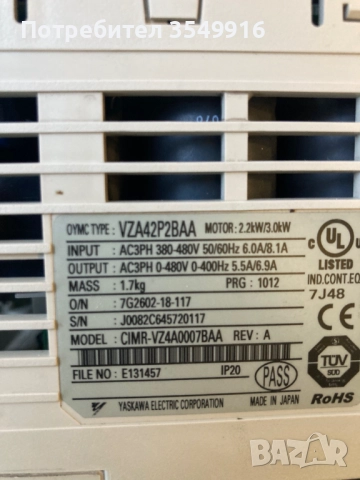 Потребител 3549916
OYMC TYPE : VZA42P2BAA MOTOR: 2.2kW/3.0kW
INPUT : AC3PH 380-480V 50/60Hz 6.0A/8.1A
OUTPUT : AC3PH 0-480V 0-400Hz 5.5A/6.9A
MASS : 1.7kg PRG : 1012
O/N : 7G2602-18-117
S/N : J0082C645720117
MODEL : CIMR-VZ4A0007BAA REV : A
FILE NO : E131457 IP20 PASS
YASKAWA ELECTRIC CORPORATION MADE IN JAPAN
UL
LISTED
IND.CONT.EQ
7J48
CE
TÜV
SÜD
RoHS
BAZAR